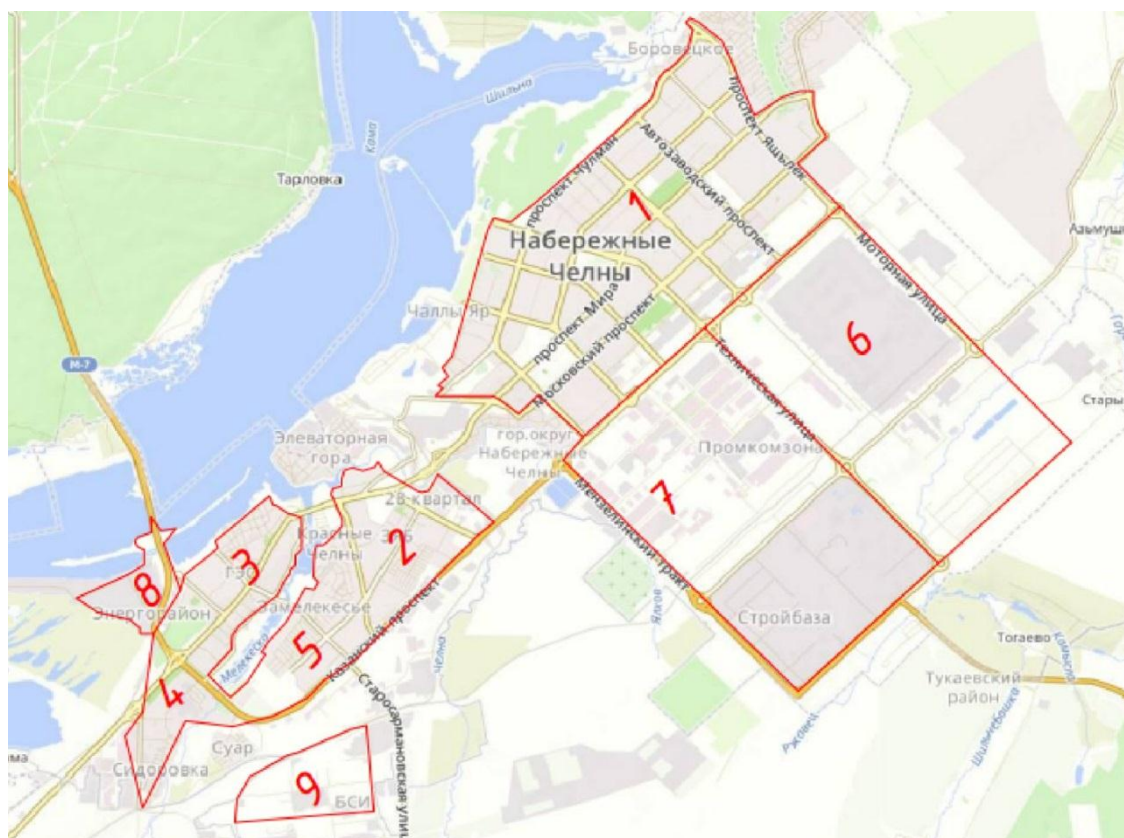 Боровецкое
Шильна
Кама
проспект Яшьлек
Автозаводский проспект
проспект Чулман
Тарловка
1
Азьмуш
Набережные
Челны
Моторная улица
Чаллы Яр
проспект Мира
Московский проспект
6
М-7
Техническая улица
Стары
Элеваторная
гора
гор.округ
Набережные
Челны
Промкомзона
7
28 квартал
Мензелинский тракт
Красные
Челны
2
3
ГЭС
8
Энергорайон
Замелекесье
Мелекеска
5
Казанский проспект
Челна
Стройбаза
Тогаево
Тукаевский
район
Шильнебашка
4
Старосармановская улиц
Суар
Сидоровка
9
БСИ